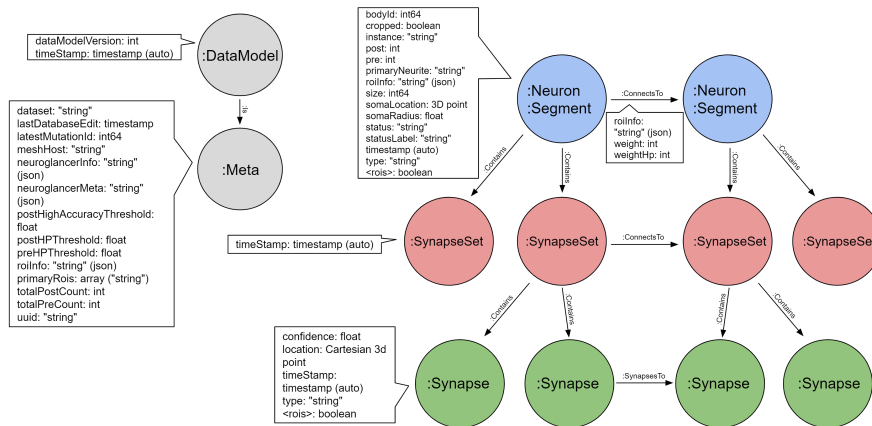 dataModelVersion: int
timeStamp: timestamp (auto)
:DataModel
:Is
:Meta
dataset: "string"
lastDatabaseEdit: timestamp
latestMutationId: int64
meshHost: "string"
neuroglancerInfo: "string"
(json)
neuroglancerMeta: "string"
(json)
postHighAccuracyThreshold:
float
postHPThreshold: float
preHPThreshold: float
roiInfo: "string" (json)
primaryRois: array ("string")
totalPostCount: int
totalPreCount: int
uuid: "string"
bodyId: int64
cropped: boolean
instance: "string"
post: int
pre: int
primaryNeurite: "string"
roiInfo: "string" (json)
size: int64
somaLocation: 3D point
somaRadius: float
status: "string"
statusLabel: "string"
timestamp (auto)
type: "string"
<rois>: boolean
:Neuron
:Segment
:ConnectsTo
:Neuron
:Segment
roiInfo:
"string" (json)
weight: int
weightHp: int
:Contains
:Contains
:Contains
:Contains
timeStamp: timestamp (auto)
:SynapseSet
:SynapseSet
:ConnectsTo
:SynapseSet
:SynapseSe
:Contains
:Contains
:Contains
:Contains
confidence: float
location: Cartesian 3d
point
timeStamp:
timestamp (auto)
type: "string"
<rois>: boolean
:Synapse
:Synapse
:SynapsesTo
:Synapse
:Synapse